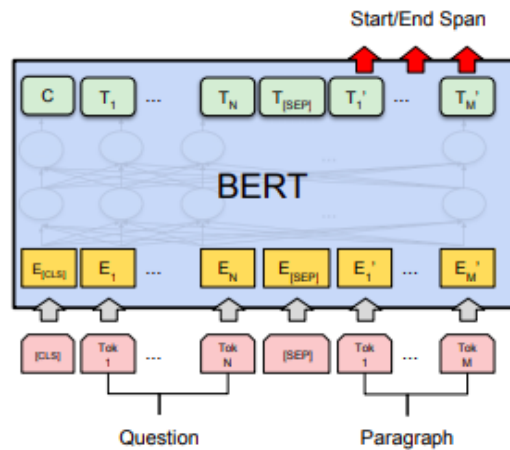 Start/End Span
C T1 ... TN T[SEP] T1' ... TM'
BERT
E[CLS] E1 ... EN E[SEP] E1' ... EM'
[CLS] Tok 1 ... Tok N [SEP] Tok 1 ... Tok M
Question Paragraph